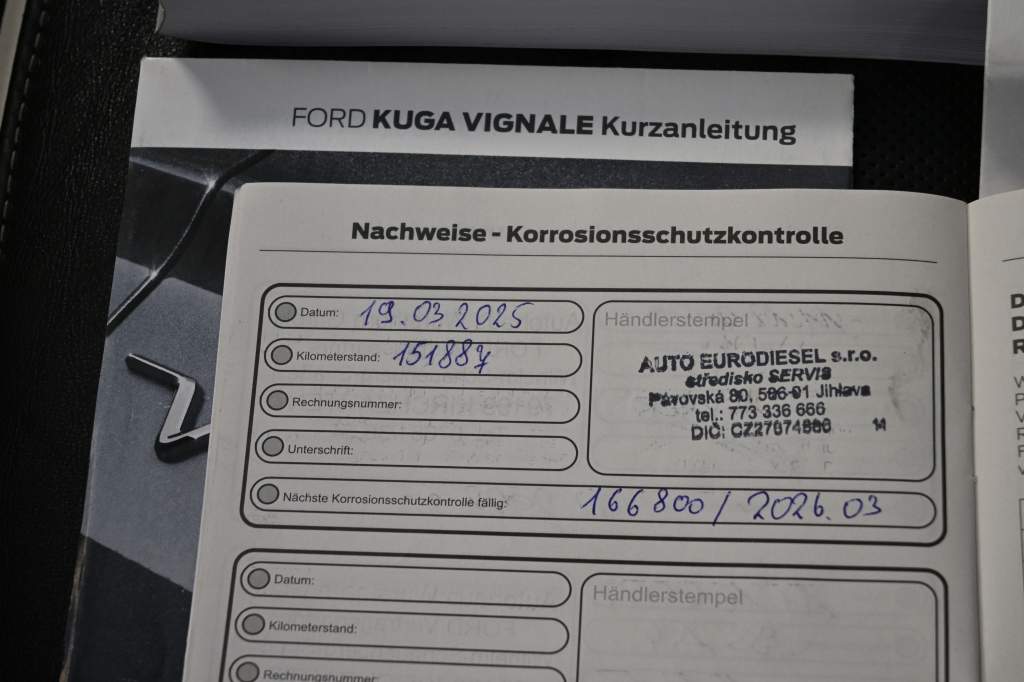 FORD KUGA VIGNALE Kurzanleitung
Nachweise - Korrosionsschutzkontrolle
Datum: 19.03.2025
Kilometerstand: 151887
Rechnungsnummer:
Unterschrift:
Händlerstempel
AUTO EURODIESEL s.r.o.
středisko SERVIS
Pávovská 80, 586 01 Jihlava
tel.: 773 336 666
14
Nächste Korrosionsschutzkontrolle fällig: 166800 / 2026.03
Datum:
Kilometerstand:
Rechnungsnummer:
Händlerstempel